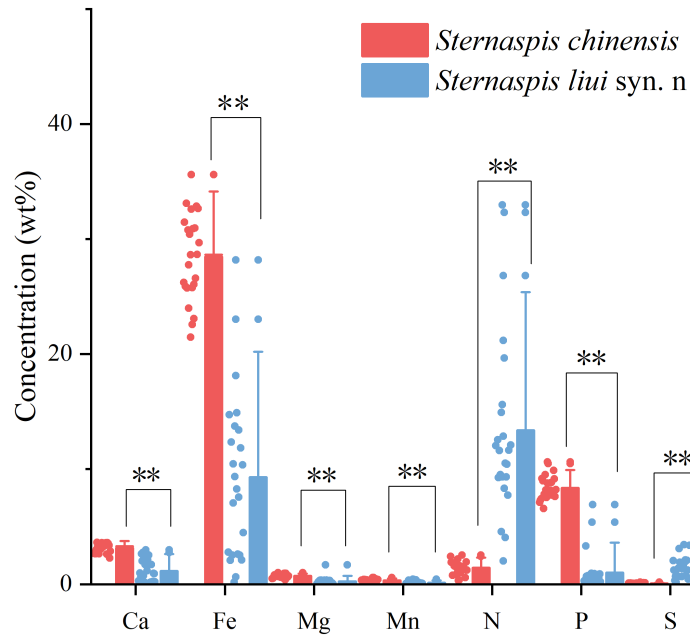 Sternaspis chinensis
Sternaspis liui syn. n
Concentration (wt%)
40
20
0
**
**
**
**
**
**
**
Ca Fe Mg Mn N P S